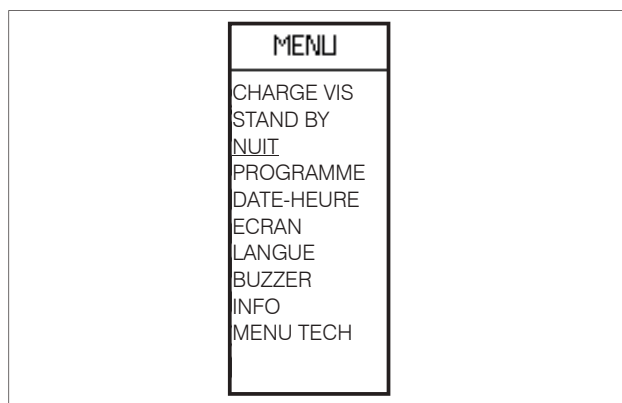 MENU
CHARGE VIS
STAND BY
NUIT
PROGRAMME
DATE-HEURE
ECRAN
LANGUE
BUZZER
INFO
MENU TECH